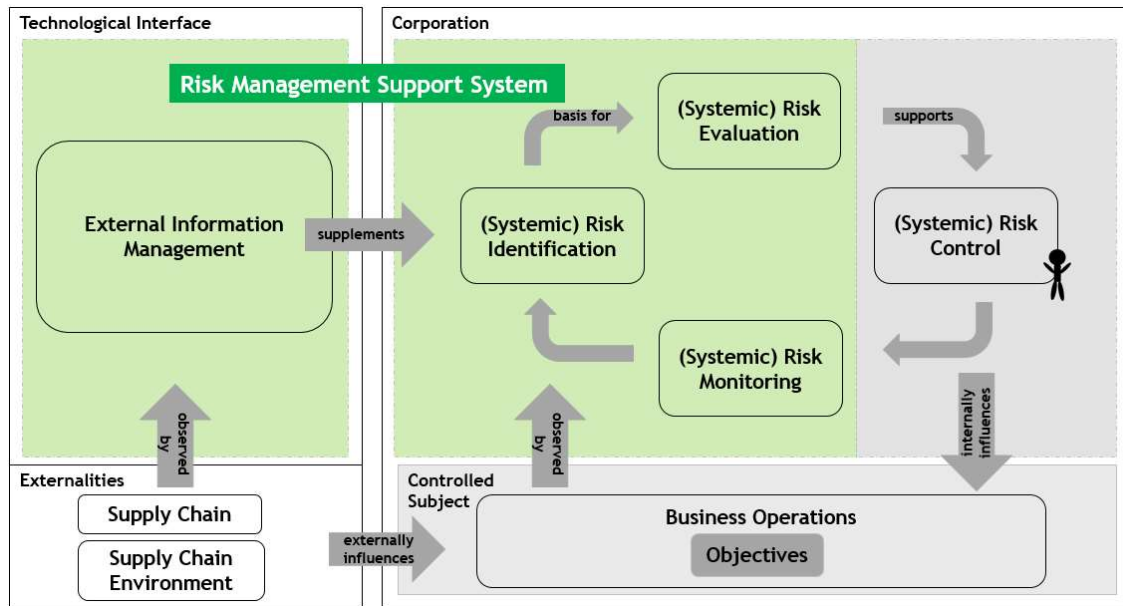 Technological Interface
Corporation
Risk Management Support System
External Information
Management
supplements
(Systemic) Risk
Identification
basis for
(Systemic) Risk
Evaluation
supports
(Systemic) Risk
Control
(Systemic) Risk
Monitoring
observed
by
observed
by
internally
influences
Externalities
Supply Chain
Supply Chain
Environment
externally
influences
Controlled
Subject
Business Operations
Objectives